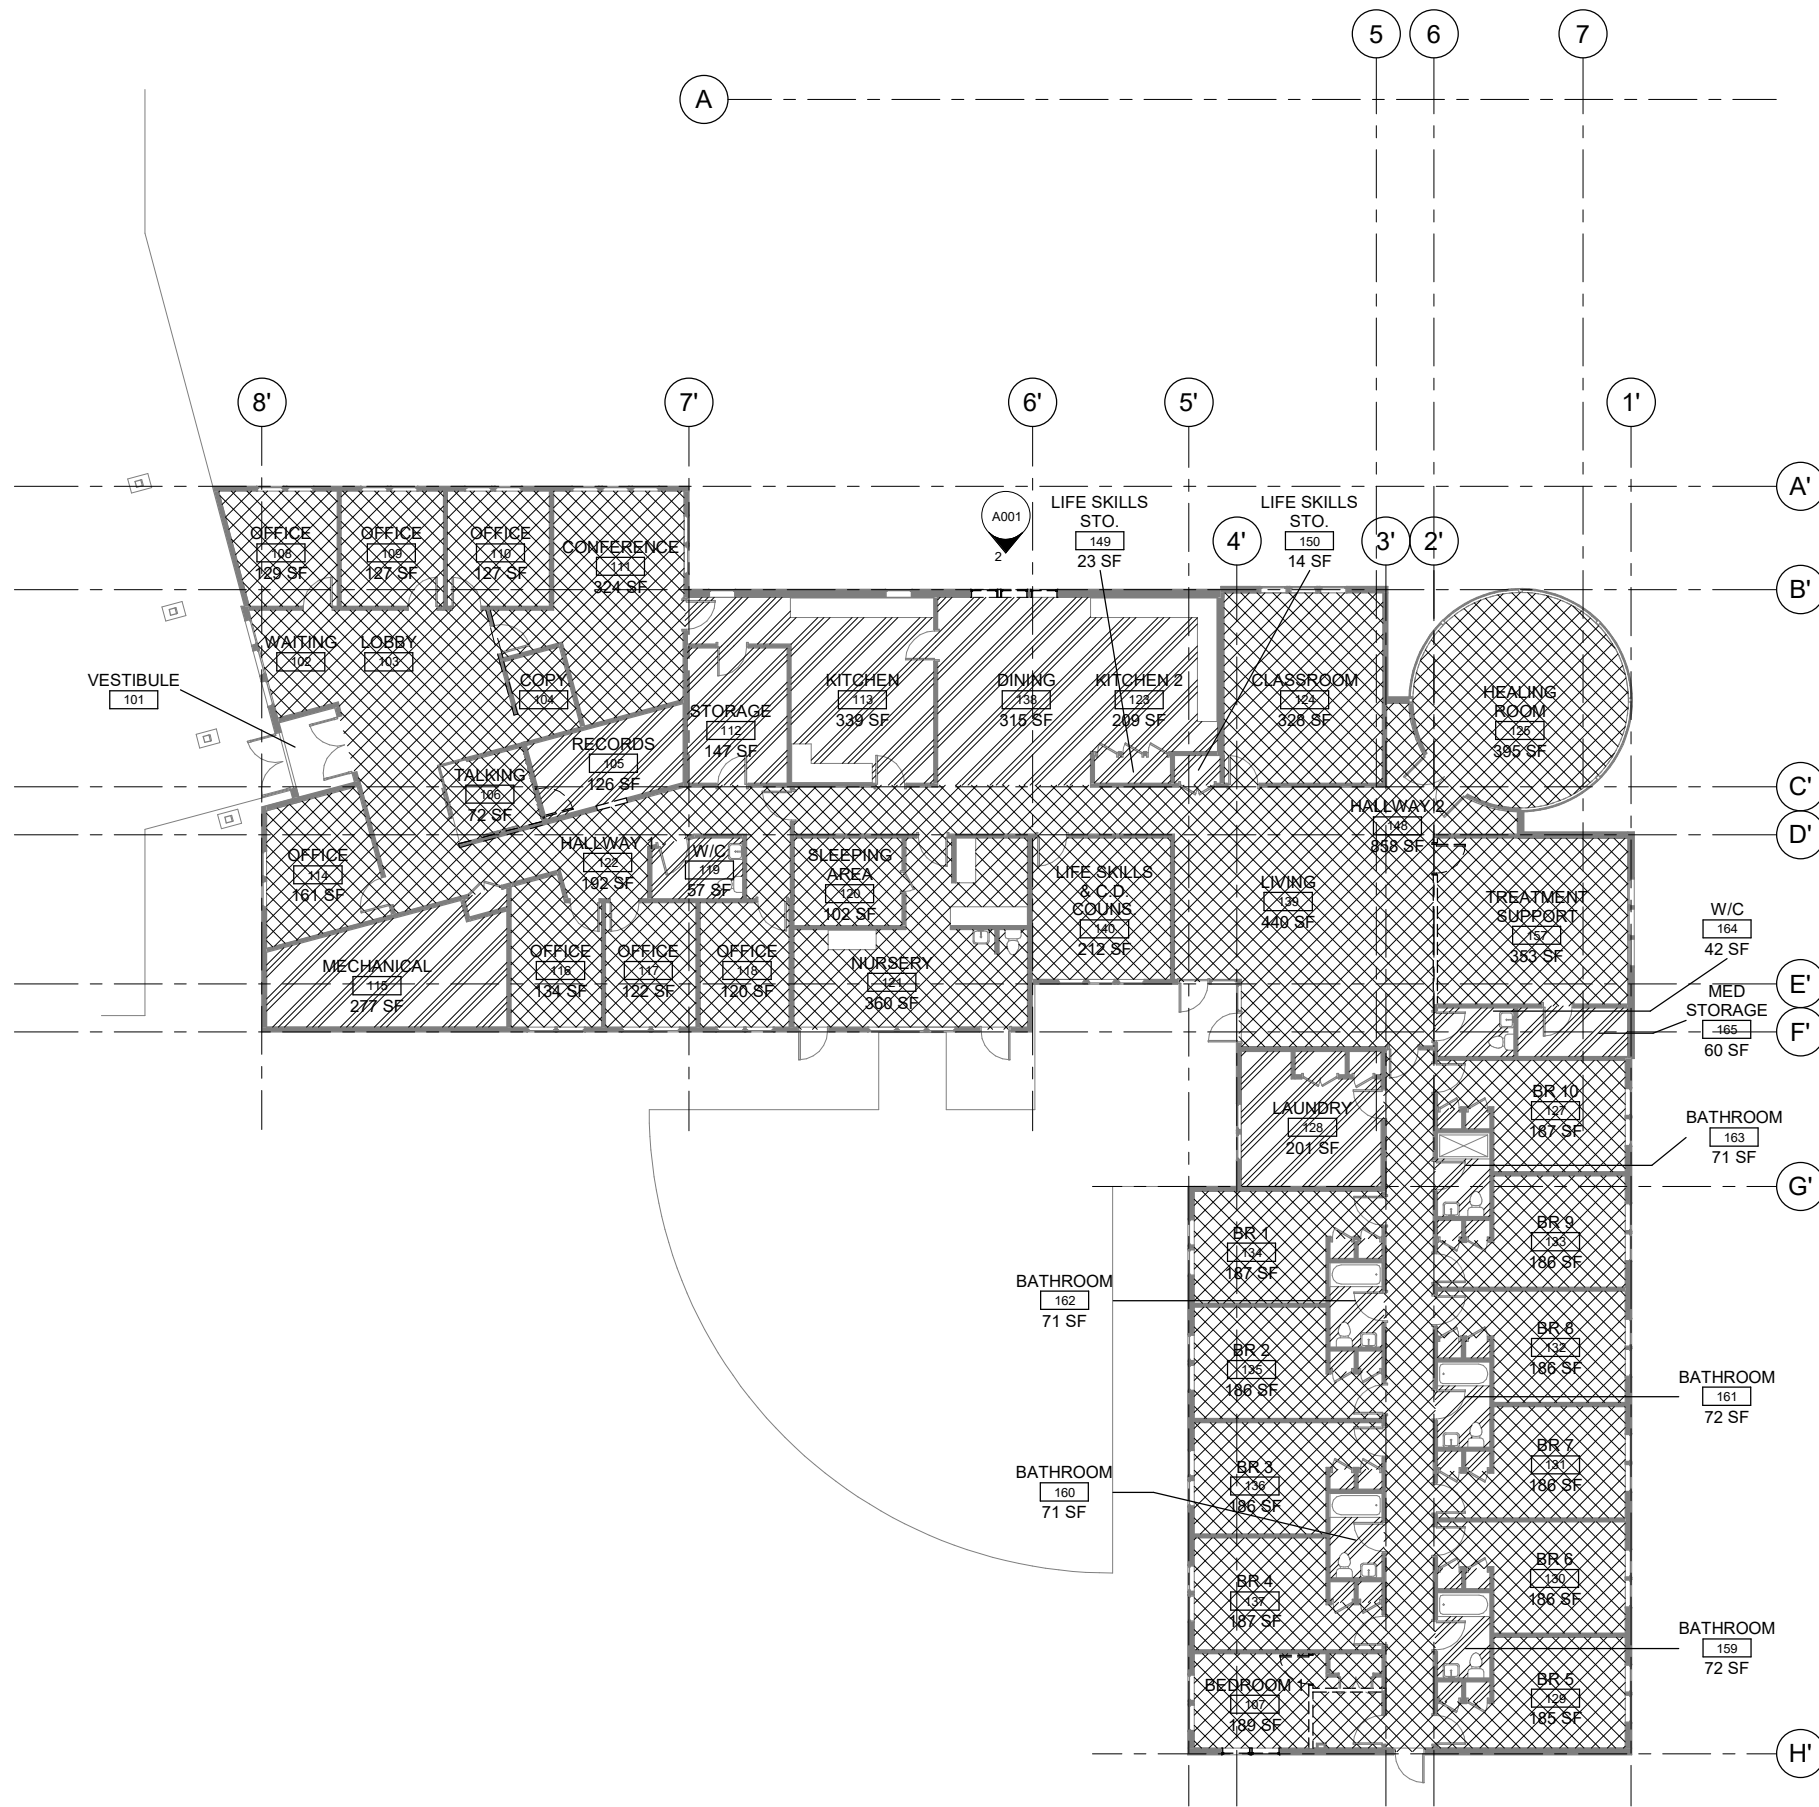 5
6
7
A
8'
7'
6'
5'
1'
A'
LIFE SKILLS
STO.
149
23 SF
LIFE SKILLS
STO.
150
14 SF
A001
2
4'
3'
2'
B'
OFFICE
108
129 SF
OFFICE
109
127 SF
OFFICE
110
127 SF
CONFERENCE
111
324 SF
WAITING
102
LOBBY
103
VESTIBULE
101
COPY
104
STORAGE
112
147 SF
KITCHEN
113
339 SF
DINING
138
315 SF
KITCHEN 2
123
209 SF
CLASSROOM
124
328 SF
HEALING
ROOM
125
395 SF
RECORDS
105
126 SF
TALKING
106
72 SF
C'
HALLWAY 2
148
858 SF
D'
OFFICE
114
161 SF
HALLWAY 1
122
192 SF
W/C
119
57 SF
SLEEPING
AREA
120
102 SF
LIFE SKILLS
& C.D.
COUNS.
140
212 SF
LIVING
139
440 SF
TREATMENT
SUPPORT
157
353 SF
W/C
164
42 SF
MECHANICAL
115
277 SF
OFFICE
116
134 SF
OFFICE
117
122 SF
OFFICE
118
120 SF
NURSERY
121
360 SF
E'
MED
STORAGE
165
60 SF
F'
LAUNDRY
128
201 SF
BR 10
127
187 SF
BATHROOM
163
71 SF
G'
BR 1
134
187 SF
BR 9
133
186 SF
BATHROOM
162
71 SF
BR 2
135
186 SF
BR 8
132
186 SF
BATHROOM
161
72 SF
BR 3
136
186 SF
BR 7
131
186 SF
BATHROOM
160
71 SF
BR 4
137
187 SF
BR 6
130
186 SF
BATHROOM
159
72 SF
BEDROOM 1
107
189 SF
BR 5
129
185 SF
H'